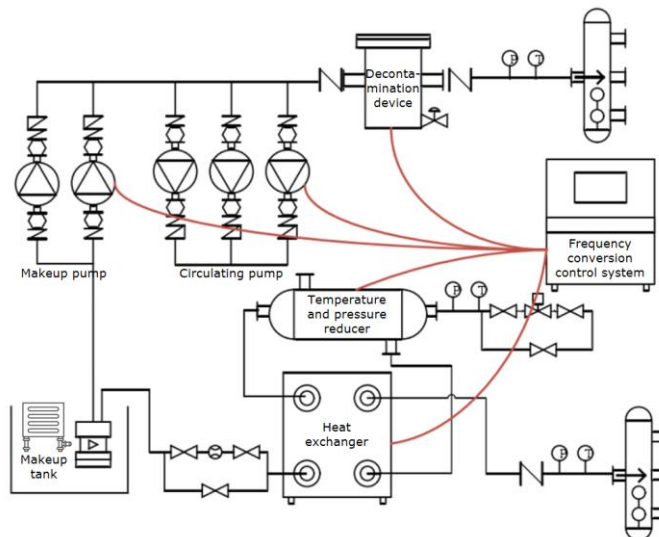 Deconta-
mination
device
P T
Makeup pump
Circulating pump
Frequency
conversion
control system
Temperature
and pressure
reducer
P T
Heat
exchanger
Makeup
tank
P T